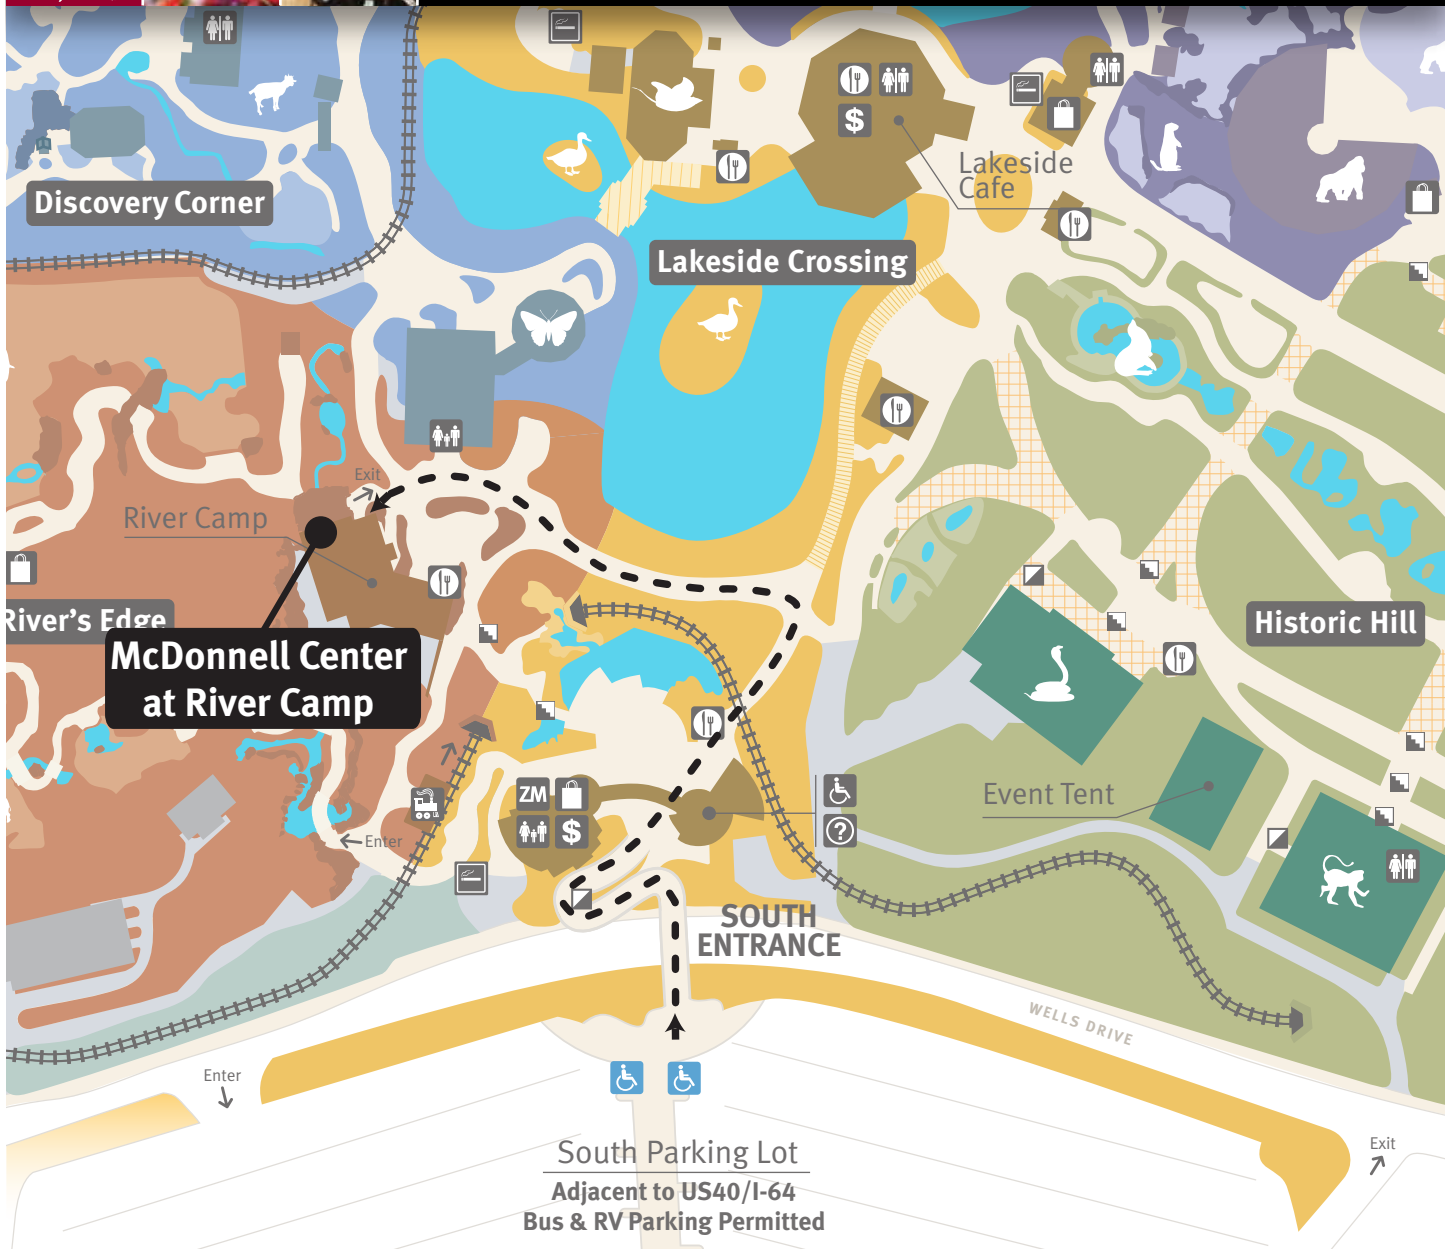 $
Lakeside
Cafe
Discovery Corner
Lakeside Crossing
Exit
River Camp
River's Edge
Historic Hill
McDonnell Center
at River Camp
ZM
$
?
Event Tent
Enter
SOUTH
ENTRANCE
WELLS DRIVE
Enter
South Parking Lot
Exit
Adjacent to US40/I-64
Bus & RV Parking Permitted